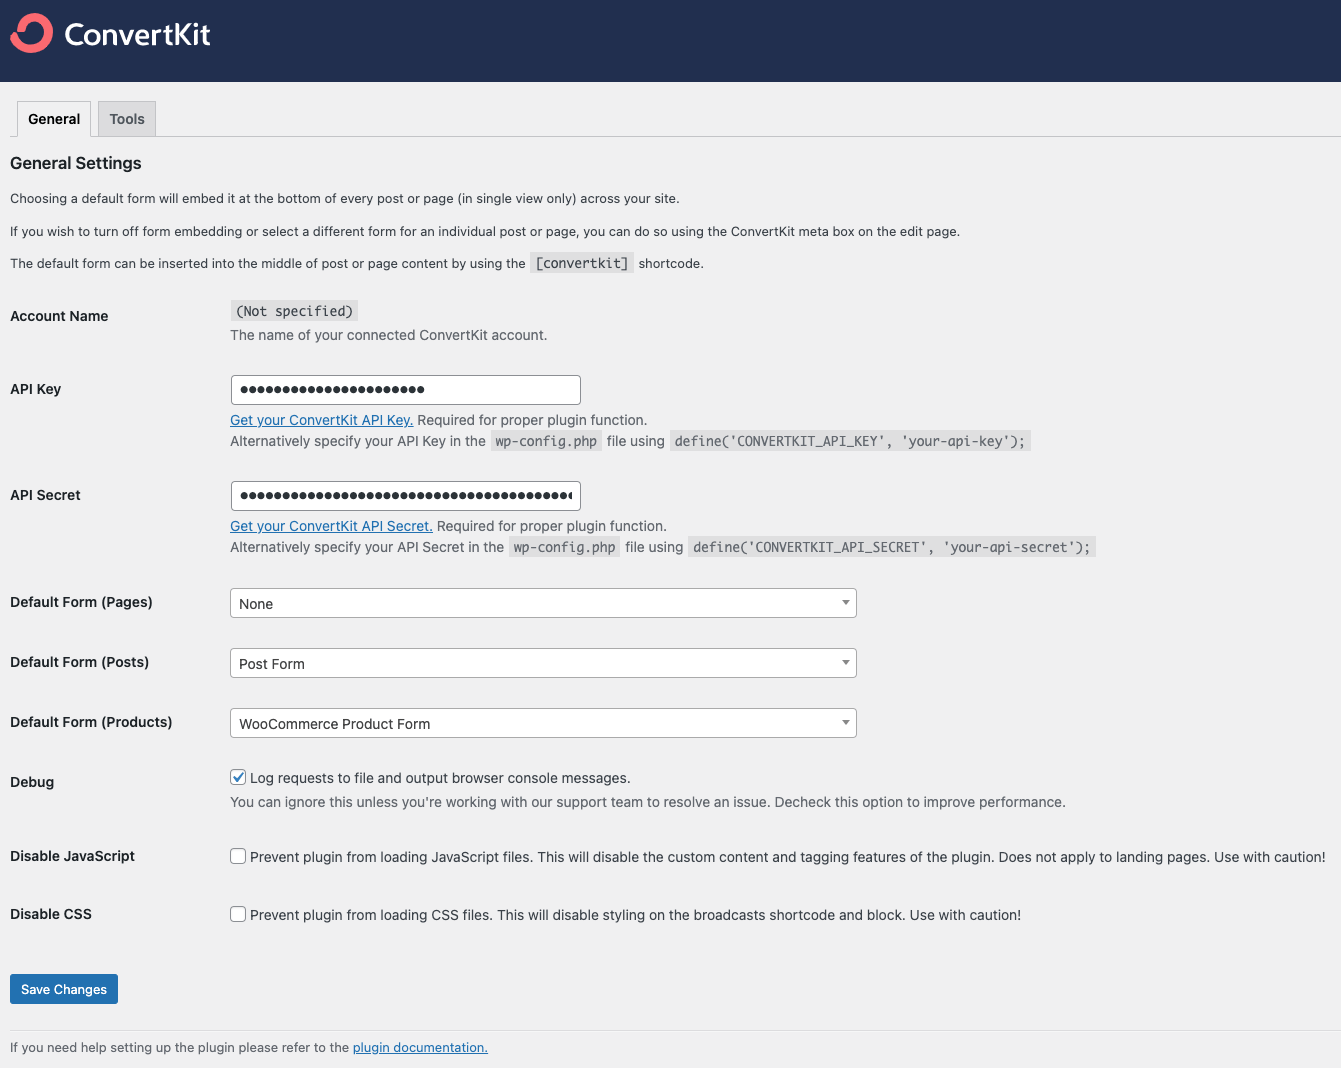 ConvertKit
General
Tools
General Settings
Choosing a default form will embed it at the bottom of every post or page (in single view only) across your site.
If you wish to turn off form embedding or select a different form for an individual post or page, you can do so using the ConvertKit meta box on the edit page.
The default form can be inserted into the middle of post or page content by using the [convertkit] shortcode.
Account Name
(Not specified)
The name of your connected ConvertKit account.
API Key
••••••••••••••••••••••
Get your ConvertKit API Key. Required for proper plugin function.
Alternatively specify your API Key in the wp-config.php file using define('CONVERTKIT_API_KEY', 'your-api-key');
API Secret
••••••••••••••••••••••••••••••••••••••••
Get your ConvertKit API Secret. Required for proper plugin function.
Alternatively specify your API Secret in the wp-config.php file using define('CONVERTKIT_API_SECRET', 'your-api-secret');
Default Form (Pages)
None
Default Form (Posts)
Post Form
Default Form (Products)
WooCommerce Product Form
Debug
Log requests to file and output browser console messages.
You can ignore this unless you're working with our support team to resolve an issue. Decheck this option to improve performance.
Disable JavaScript
Prevent plugin from loading JavaScript files. This will disable the custom content and tagging features of the plugin. Does not apply to landing pages. Use with caution!
Disable CSS
Prevent plugin from loading CSS files. This will disable styling on the broadcasts shortcode and block. Use with caution!
Save Changes
If you need help setting up the plugin please refer to the plugin documentation.